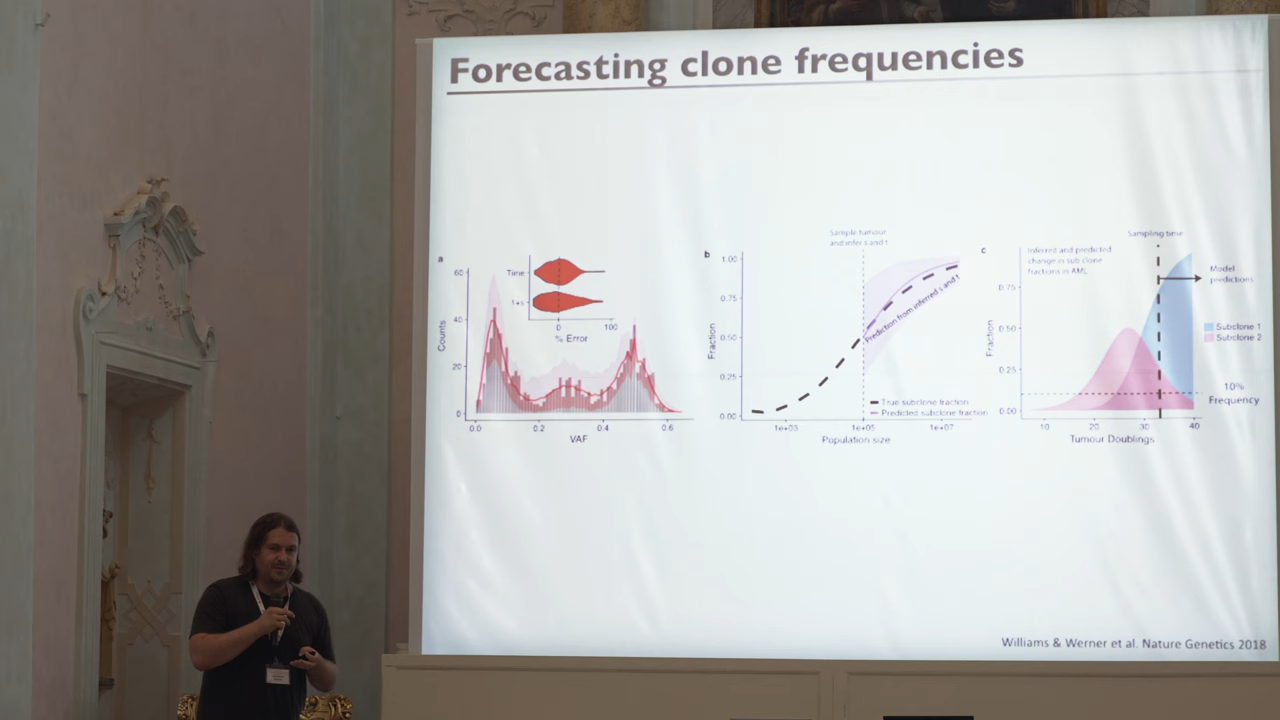 Forecasting clone frequencies
a
60
40
20
0
Counts
0.0
0.2
0.4
0.6
VAF
Time
1+s
0
100
% Error
b
Sample tumour
and infer s and t
1.00
0.75
0.50
0.25
0.00
Fraction
Prediction from inferred s and t
True subclone fraction
Predicted subclone fraction
1e+03
1e+05
1e+07
Population size
c
Sampling time
Inferred and predicted
change in sub clone
fractions in AML
0.75
0.50
0.25
0.00
Fraction
Model
predictions
Subclone 1
Subclone 2
10%
Frequency
10
20
30
40
Tumour Doublings
Williams & Werner et al. Nature Genetics 2018